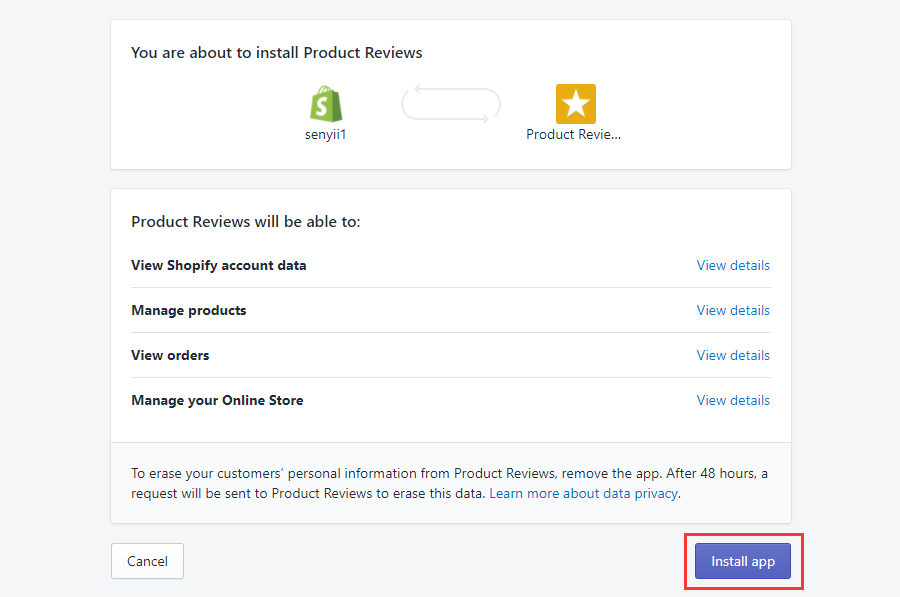 You are about to install Product Reviews
senyii1
Product Revie...
Product Reviews will be able to:
View Shopify account data
View details
Manage products
View details
View orders
View details
Manage your Online Store
View details
To erase your customers’ personal information from Product Reviews, remove the app. After 48 hours, a
request will be sent to Product Reviews to erase this data. Learn more about data privacy.
Cancel
Install app